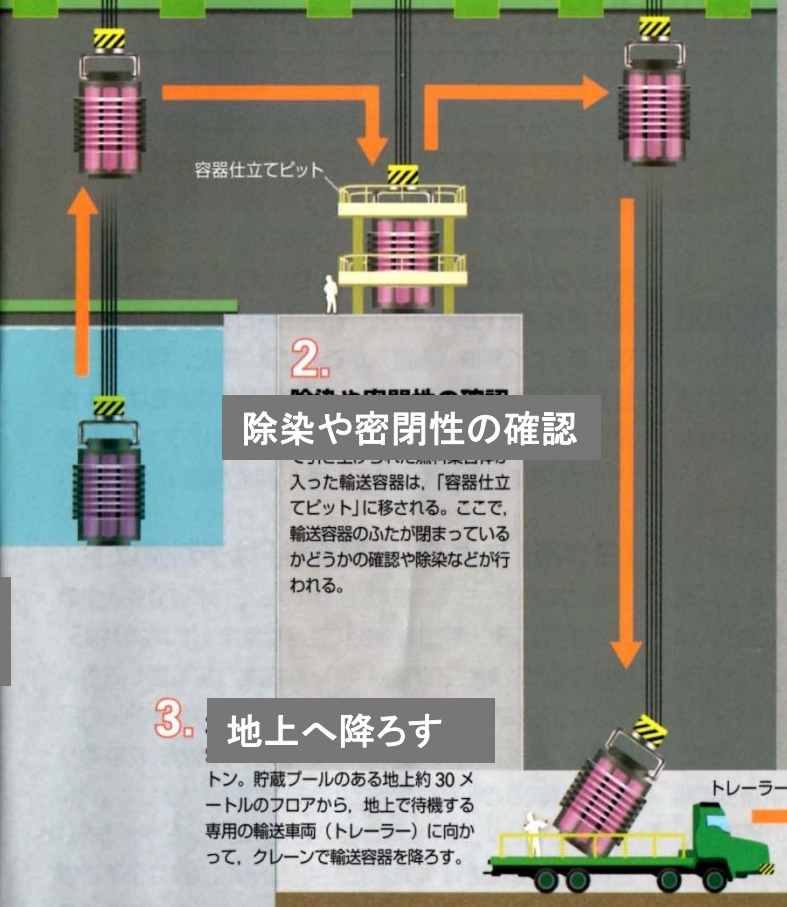 容器仕立てピット
2.
除染や密閉性の確認
入った輸送容器は，「容器仕立
てピット」に移される。ここで，
輸送容器のふたが閉まっている
かどうかの確認や除染などが行
われる。
3.
地上へ降ろす
トン。貯蔵プールのある地上約 30 メ
ートルのフロアから，地上で待機する
専用の輸送車両（トレーラー）に向か
って，クレーンで輸送容器を降ろす。
トレーラー